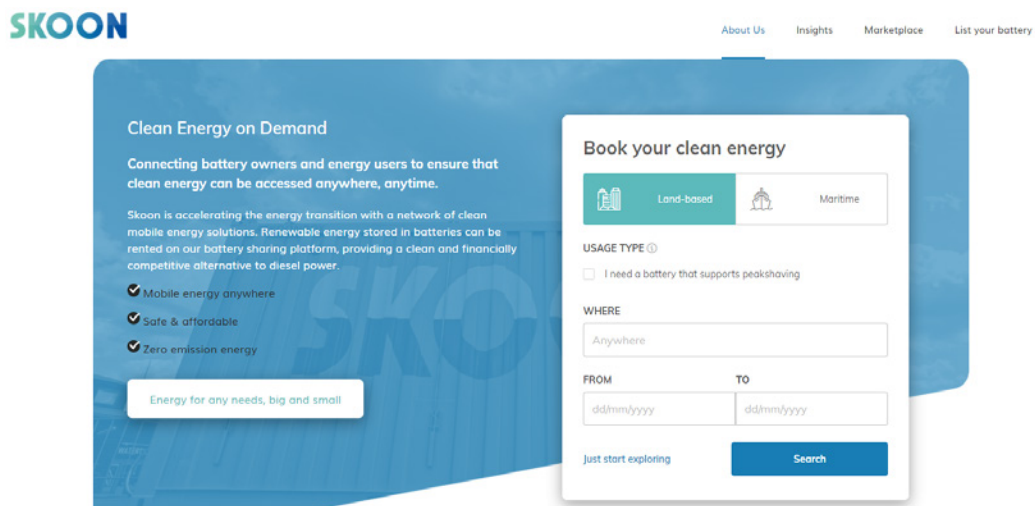 SKOON
About Us
Insights
Marketplace
List your battery
Clean Energy on Demand
Connecting battery owners and energy users to ensure that
clean energy can be accessed anywhere, anytime.
Skoon is accelerating the energy transition with a network of clean
mobile energy solutions. Renewable energy stored in batteries can be
rented on our battery sharing platform, providing a clean and financially
competitive alternative to diesel power.
Mobile energy anywhere
Safe & affordable
Zero emission energy
Energy for any needs, big and small
SKOON
Book your clean energy
Land-based
Maritime
USAGE TYPE
I need a battery that supports peakshaving
WHERE
Anywhere
FROM
TO
dd/mm/yyyy
dd/mm/yyyy
Just start exploring
Search